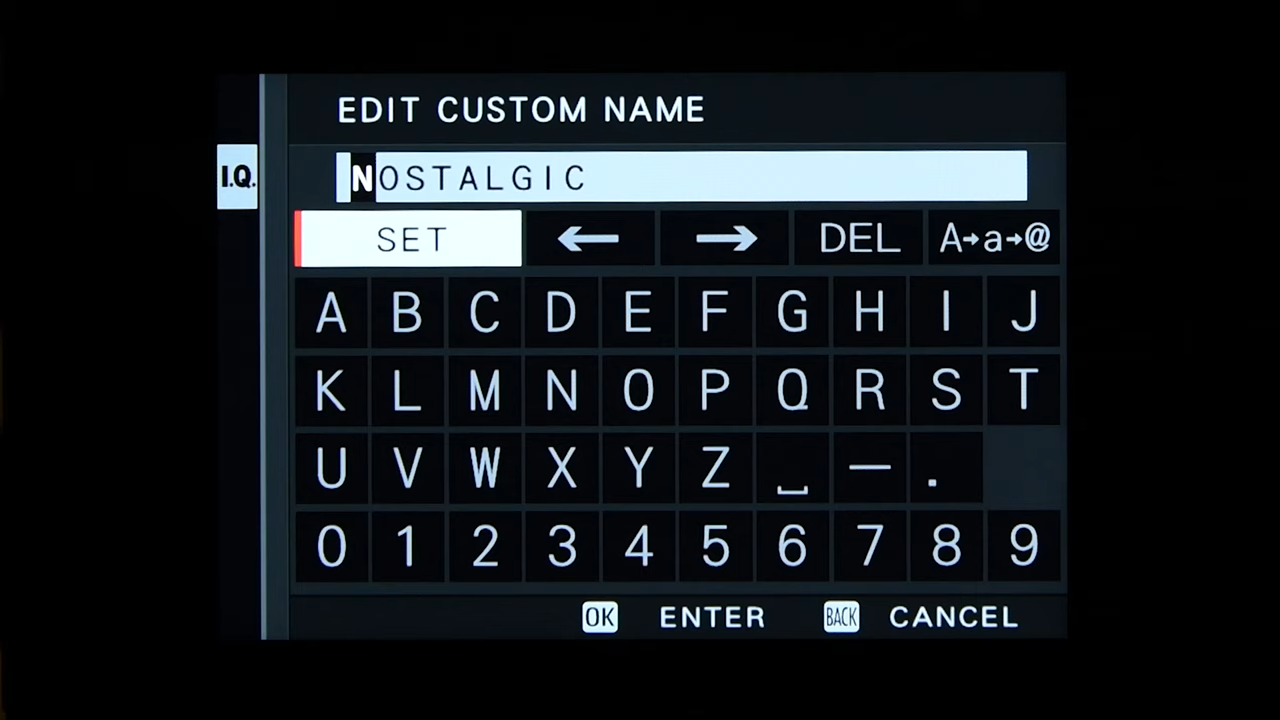 EDIT CUSTOM NAME
I.Q.
NOSTALGIC
SET ← → DEL A→a→@
A B C D E F G H I J
K L M N O P Q R S T
U V W X Y Z ⎵ — .
0 1 2 3 4 5 6 7 8 9
OK ENTER BACK CANCEL